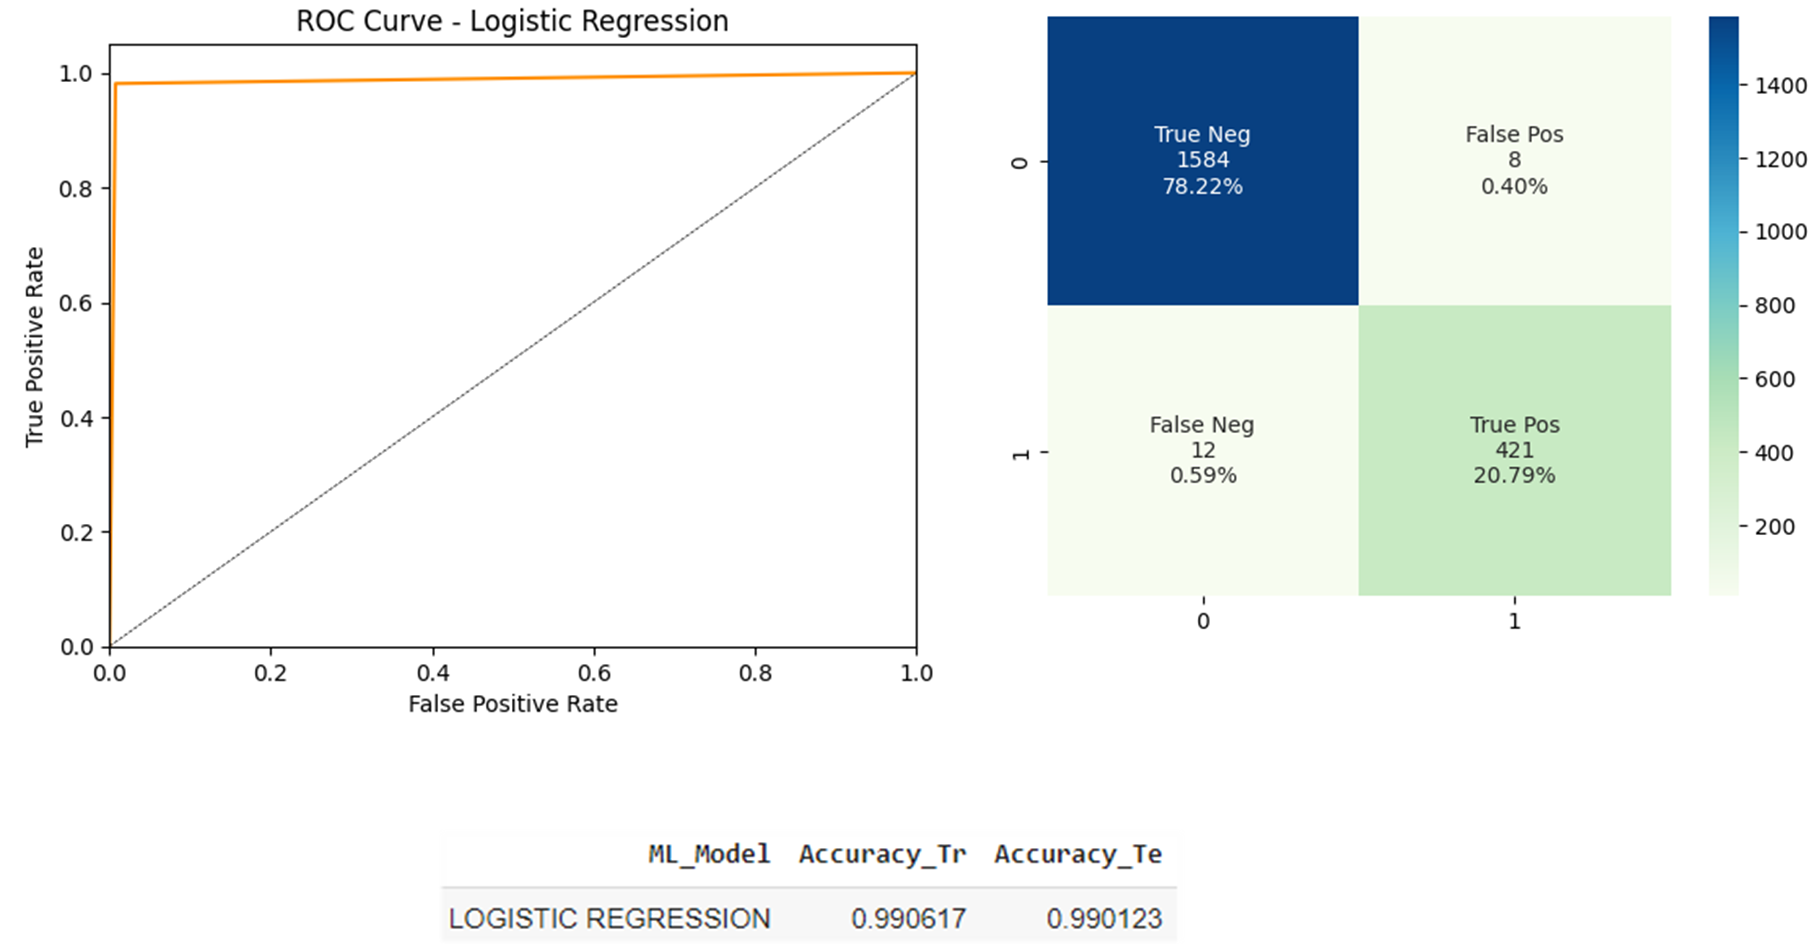 ROC Curve - Logistic Regression
1.0
0.8
0.6
0.4
0.2
0.0
True Positive Rate
0.0 0.2 0.4 0.6 0.8 1.0
False Positive Rate
True Neg
1584
78.22%
False Pos
8
0.40%
False Neg
12
0.59%
True Pos
421
20.79%
0
1
0 1
1400
1200
1000
800
600
400
200
ML_Model Accuracy_Tr Accuracy_Te
LOGISTIC REGRESSION 0.990617 0.990123